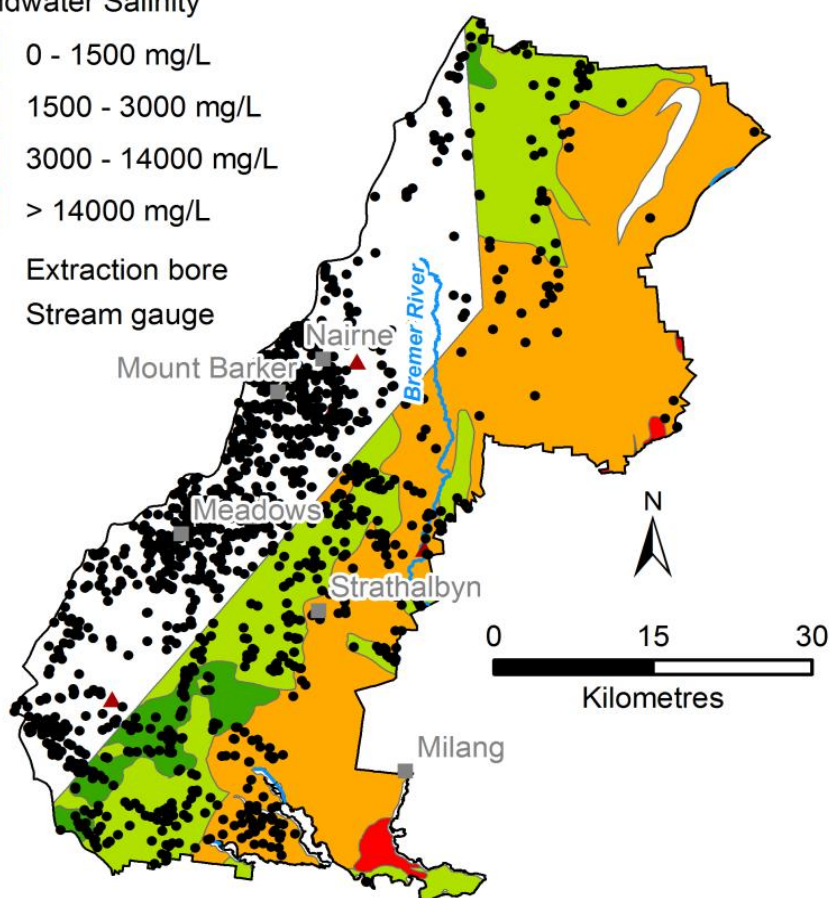 Salinity
0 - 1500 mg/L
1500 - 3000 mg/L
3000 - 14000 mg/L
> 14000 mg/L
Extraction bore
Stream gauge
Nairne
Mount Barker
Bremer River
Meadows
Strathalbyn
Milang
N
0 15 30
Kilometres